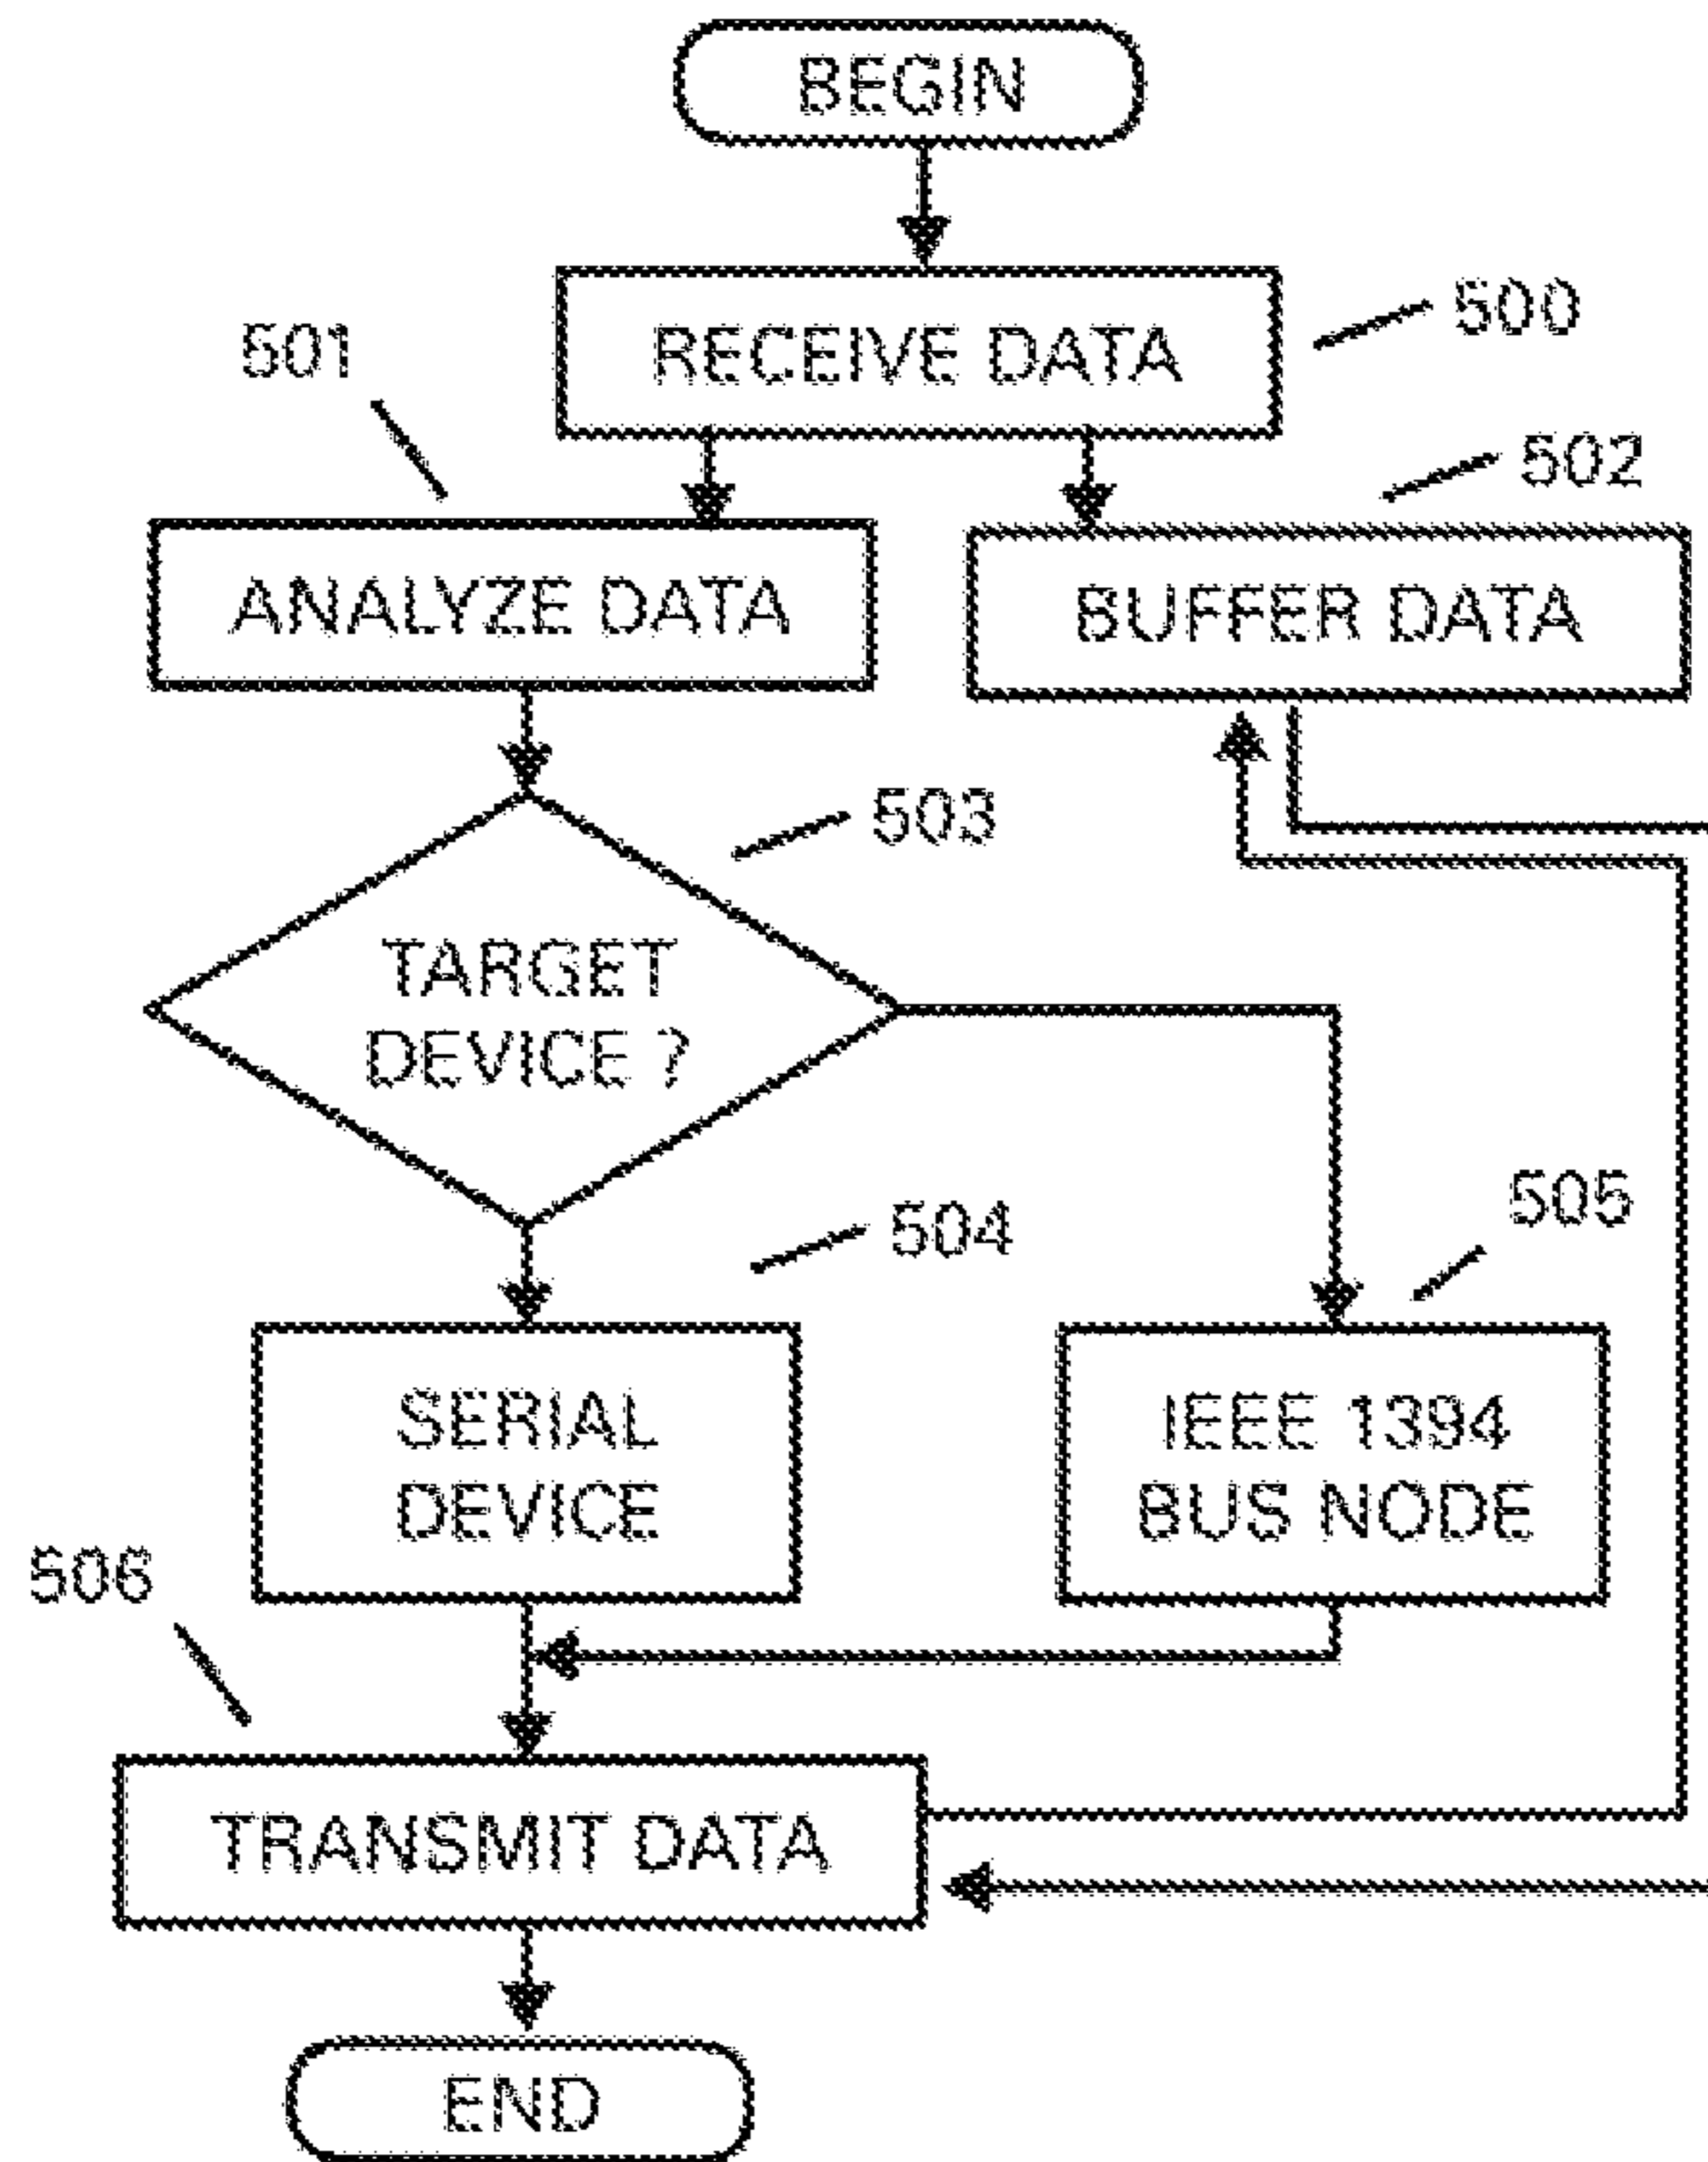 BEGIN
RECEIVE DATA
500
501
502
ANALYZE DATA
BUFFER DATA
503
TARGET
DEVICE ?
504
505
SERIAL
DEVICE
IEEE 1394
BUS NODE
506
TRANSMIT DATA
END